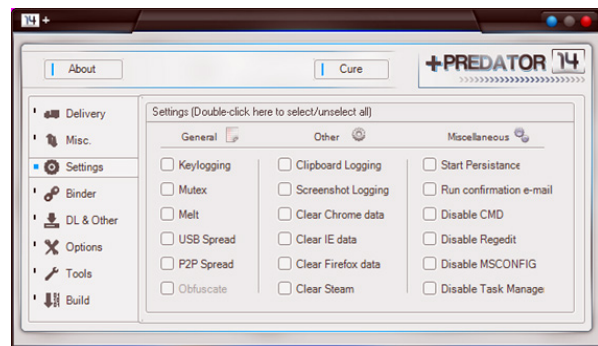 14 +
About
Cure
+PREDATOR 14
Delivery
Misc.
Settings
Binder
DL & Other
Options
Tools
Build
Settings (Double-click here to select/unselect all)
General
Other
Miscellaneous
Keylogging
Clipboard Logging
Start Persistance
Mutex
Screenshot Logging
Run confirmation e-mail
Melt
Clear Chrome data
Disable CMD
USB Spread
Clear IE data
Disable Regedit
P2P Spread
Clear Firefox data
Disable MSCONFIG
Obfuscate
Clear Steam
Disable Task Manage